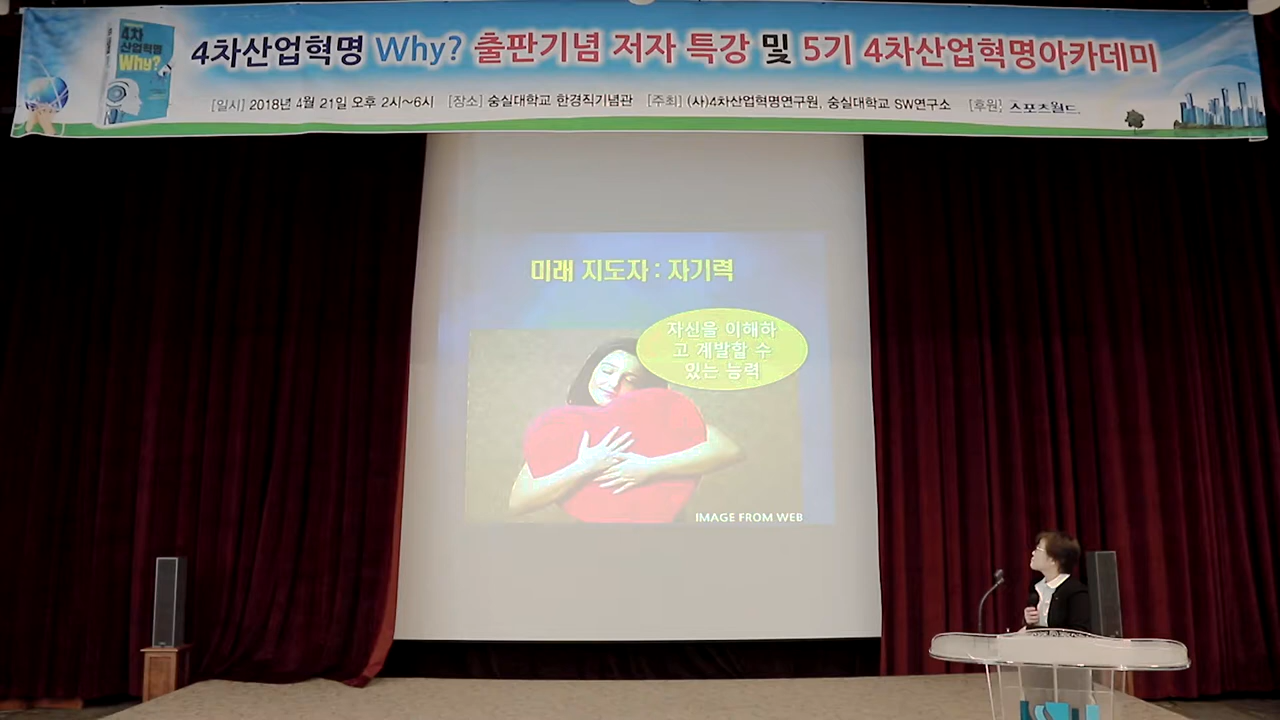 4차산업혁명 Why? 출판기념 저자 특강 및 5기 4차산업혁명아카데미
4차
산업혁명
Why?
[일시] 2018년 4월 21일 오후 2시~6시 [장소] 숭실대학교 한경직기념관 [주최] (사)4차산업혁명연구원, 숭실대학교 SW연구소 [후원] 스포츠월드
미래 지도자 : 자기력
자신을 이해하
고 계발할 수
있는 능력
IMAGE FROM WEB